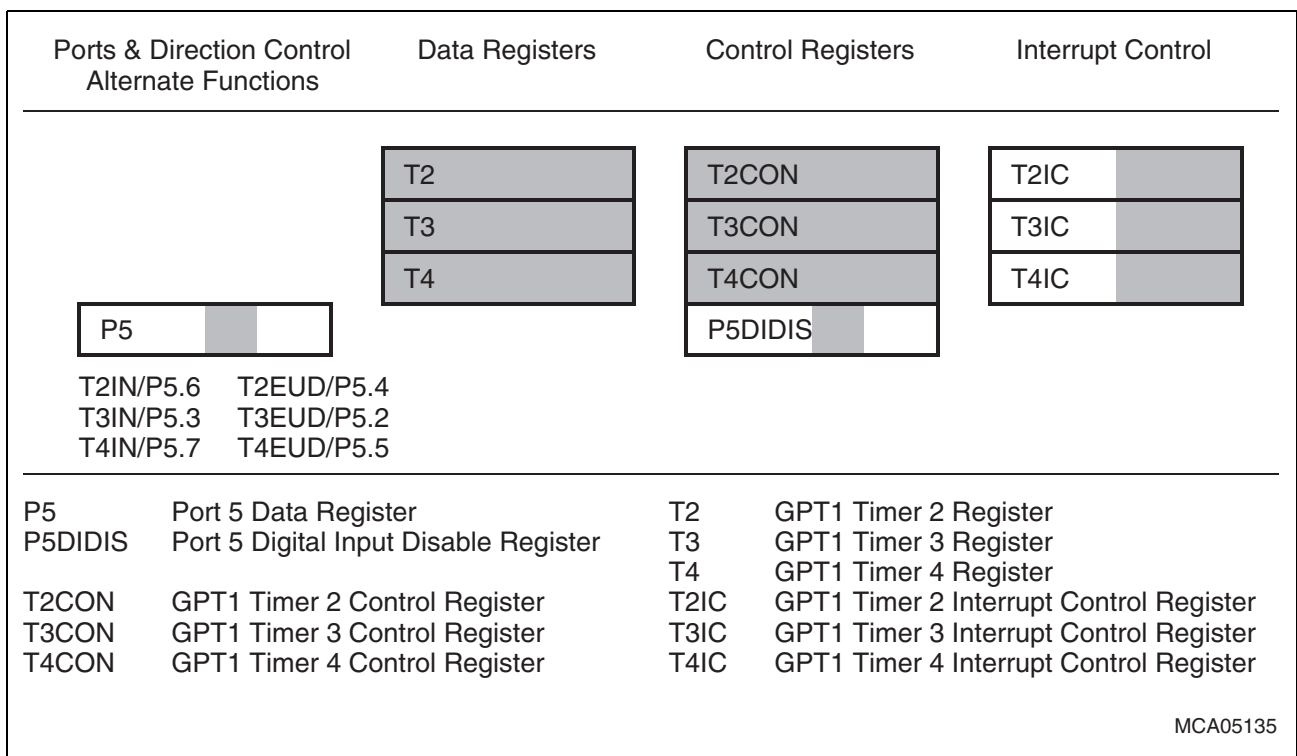 Ports & Direction Control Data Registers Control Registers Interrupt Control
Alternate Functions
T2 T2CON T2IC
T3 T3CON T3IC
T4 T4CON T4IC
P5 P5DIDIS
T2IN/P5.6 T2EUD/P5.4
T3IN/P5.3 T3EUD/P5.2
T4IN/P5.7 T4EUD/P5.5
P5 Port 5 Data Register T2 GPT1 Timer 2 Register
P5DIDIS Port 5 Digital Input Disable Register T3 GPT1 Timer 3 Register
T4 GPT1 Timer 4 Register
T2CON GPT1 Timer 2 Control Register T2IC GPT1 Timer 2 Interrupt Control Register
T3CON GPT1 Timer 3 Control Register T3IC GPT1 Timer 3 Interrupt Control Register
T4CON GPT1 Timer 4 Control Register T4IC GPT1 Timer 4 Interrupt Control Register
MCA05135